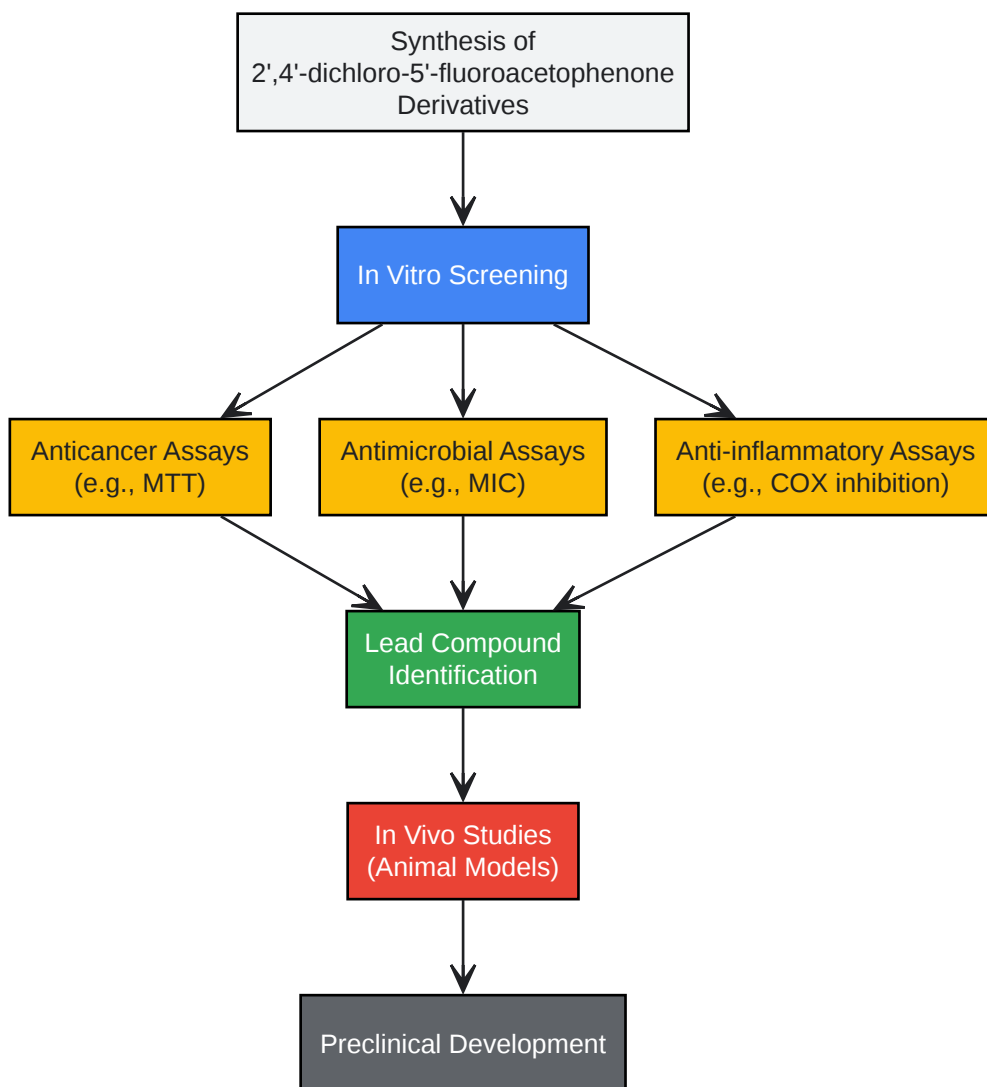 Synthesis of
2',4'-dichloro-5'-fluoroacetophenone
Derivatives
In Vitro Screening
Anticancer Assays
(e.g., MTT)
Antimicrobial Assays
(e.g., MIC)
Anti-inflammatory Assays
(e.g., COX inhibition)
Lead Compound
Identification
In Vivo Studies
(Animal Models)
Preclinical Development